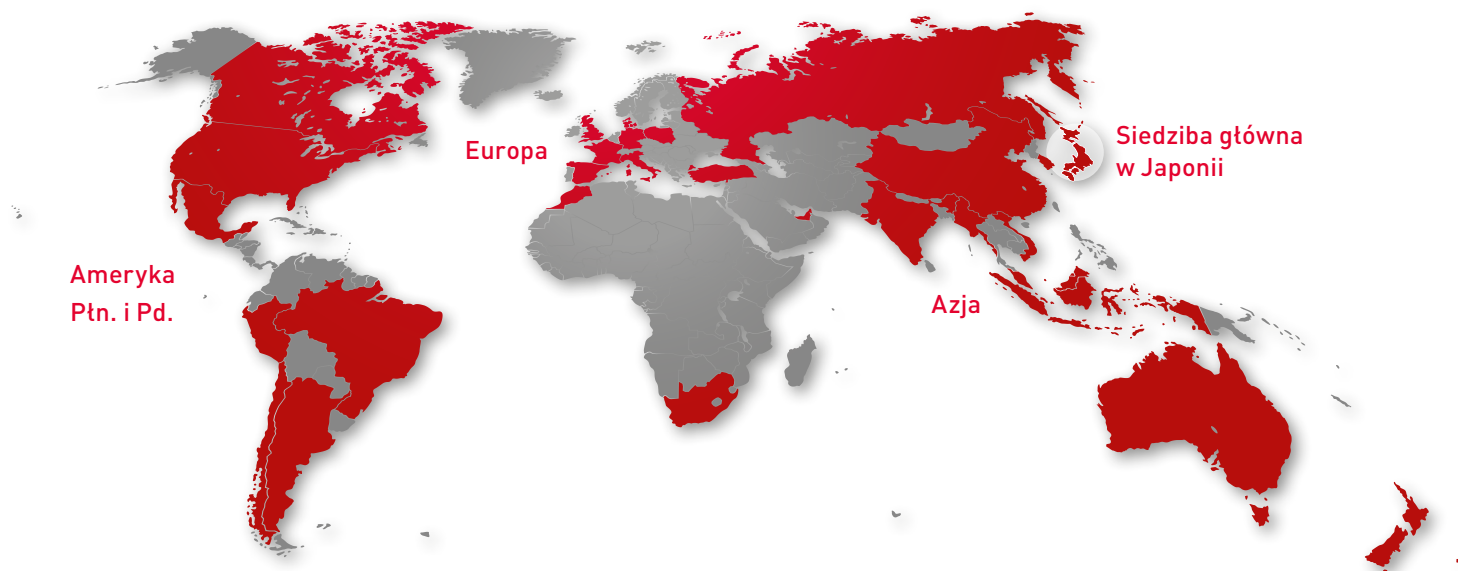 Europa
Siedziba główna
w Japonii
Ameryka
Płn. i Pd.
Azja